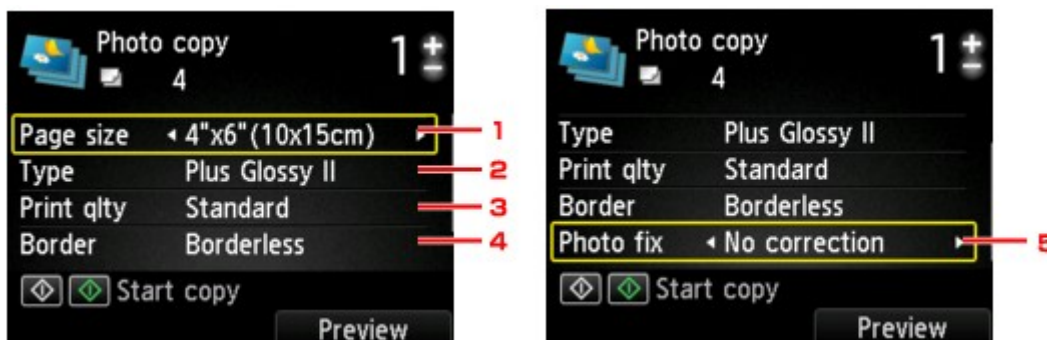 Photo copy
4
1 + -
Page size 4"x6"(10x15cm) 1
Type Plus Glossy II 2
Print qlty Standard 3
Border Borderless 4
Start copy
Preview
Photo copy
4
1 + -
Type Plus Glossy II
Print qlty Standard
Border Borderless
Photo fix No correction 5
Start copy
Preview